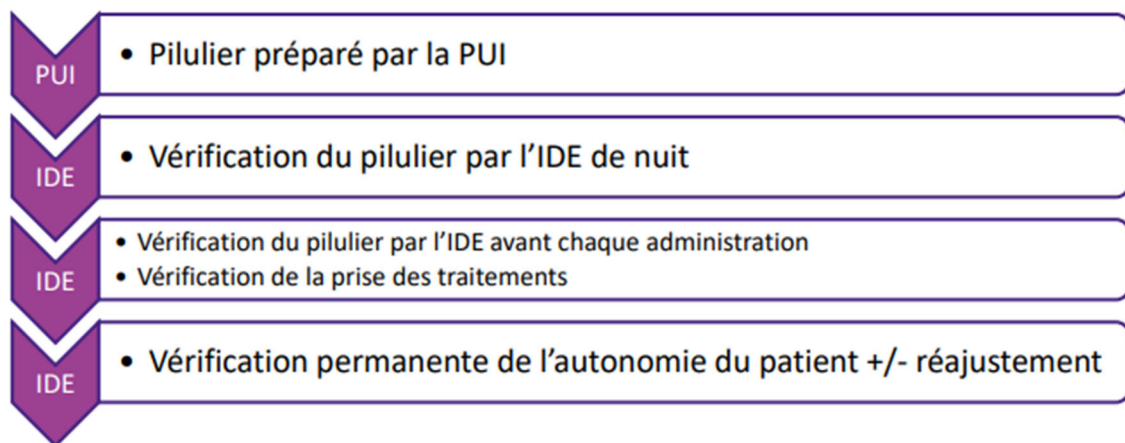 PUI
• Pilulier préparé par la PUI
IDE
• Vérification du pilulier par l'IDE de nuit
IDE
• Vérification du pilulier par l'IDE avant chaque administration
• Vérification de la prise des traitements
IDE
• Vérification permanente de l'autonomie du patient +/- réajustement